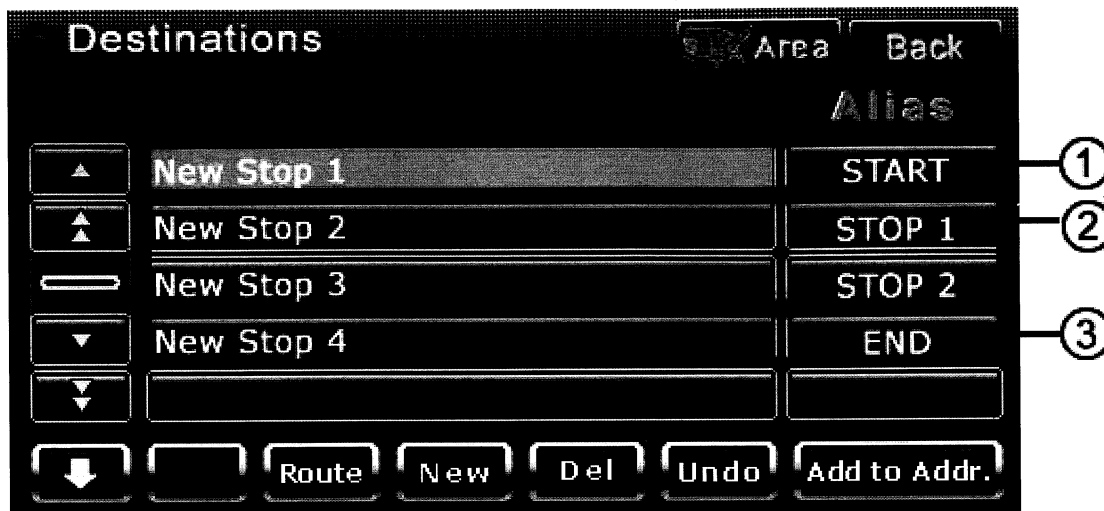 Destinations Area Back
Alias
New Stop 1 START ①
New Stop 2 STOP 1 ②
New Stop 3 STOP 2
New Stop 4 END ③
Route New Del Undo Add to Addr.